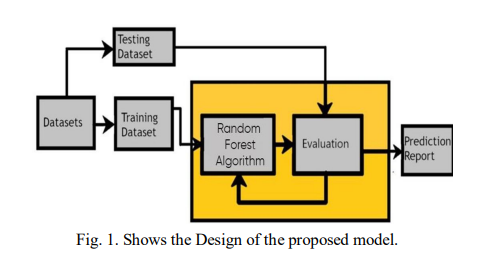 Testing
Dataset
Datasets
Training
Dataset
Random
Forest
Algorithm
Evaluation
Prediction
Report
Fig. 1. Shows the Design of the proposed model.